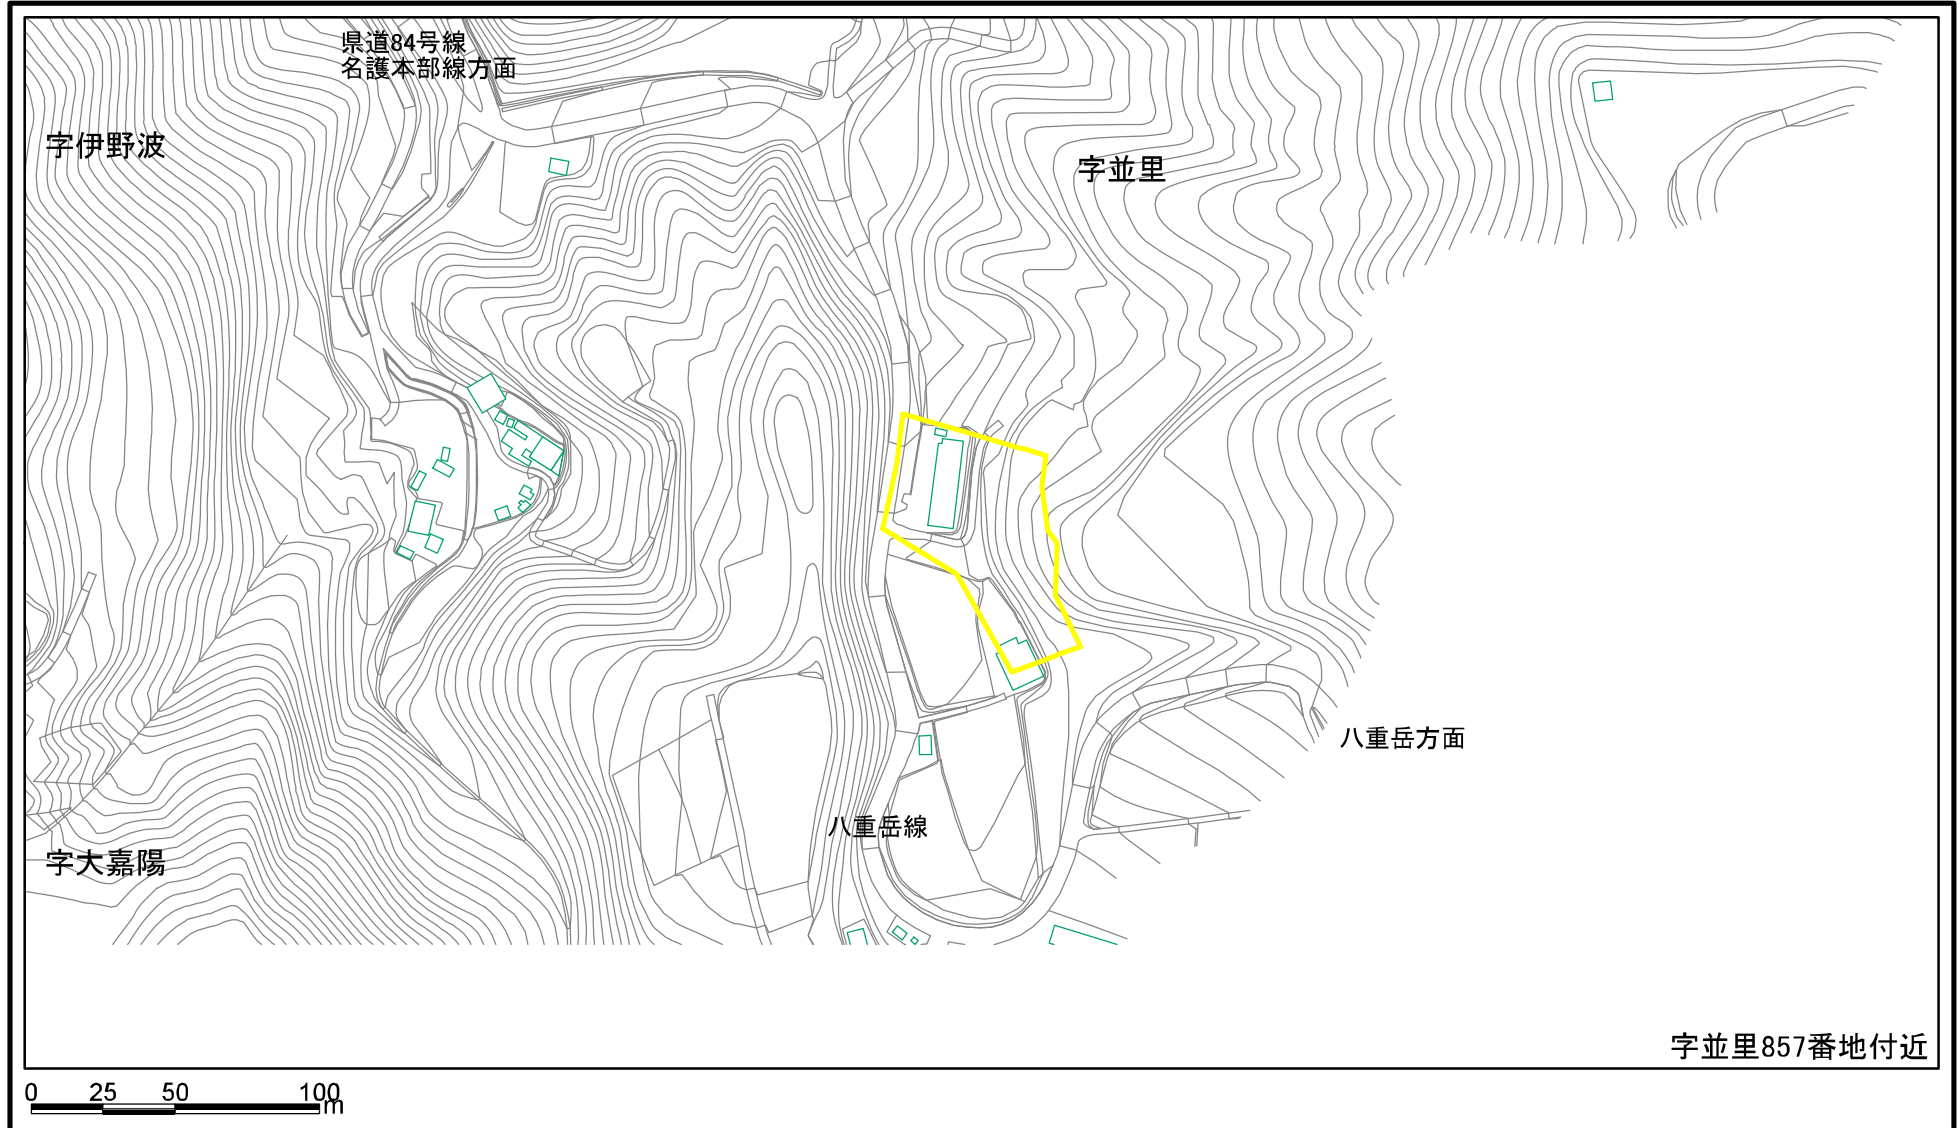 県道84号線
名護本部線方面
字伊野波
字並里
八重岳方面
八重岳線
字大嘉陽
字並里857番地付近
0 25 50 100
m